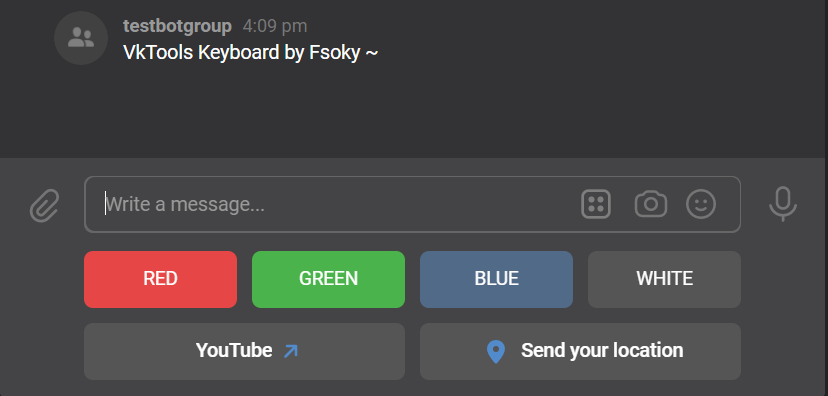 testbotgroup 4:09 pm
VkTools Keyboard by Fsoky ~
Write a message...
RED GREEN BLUE WHITE
YouTube Send your location